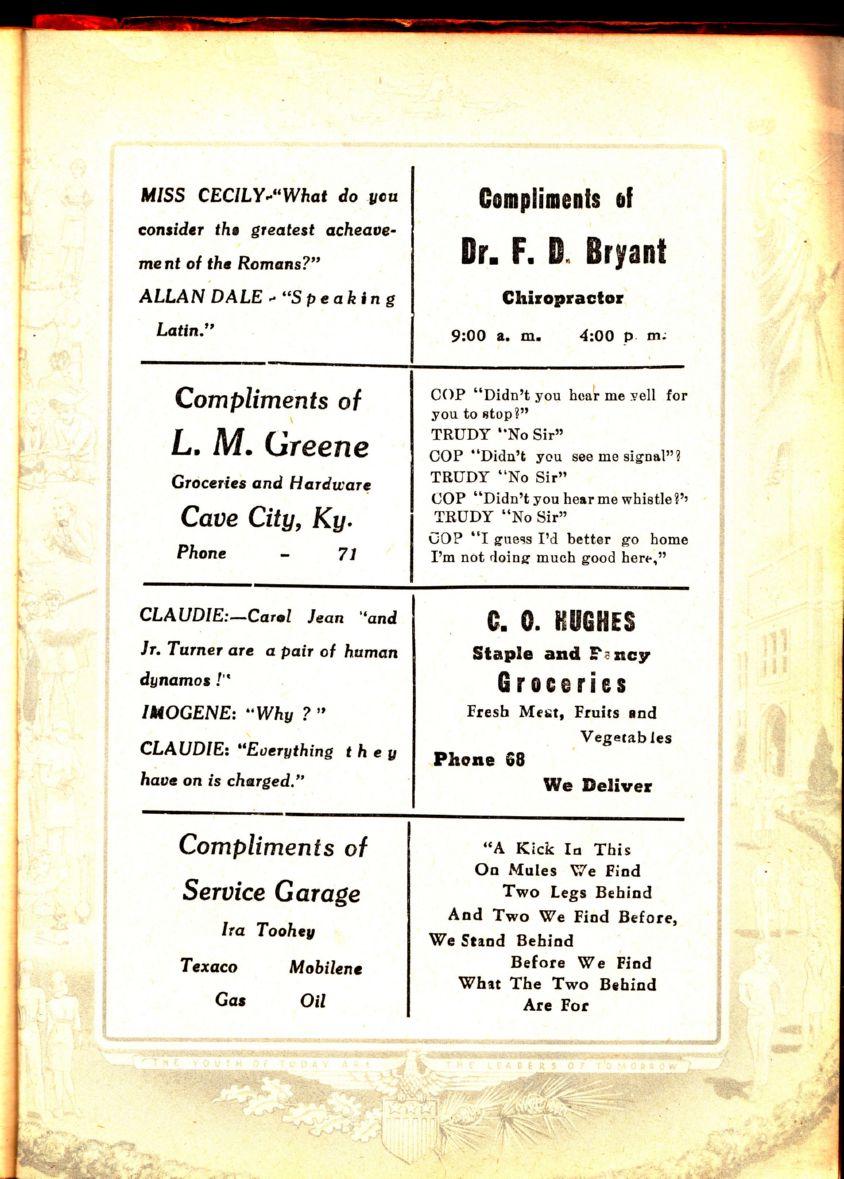 MISS CECILY-“What do you
consider the greatest acheave-
ment of the Romans?”
ALLAN DALE - “Speaking
Latin.”
Compliments of
Dr. F. D. Bryant
Chiropractor
9:00 a. m. 4:00 p. m.
Compliments of
L. M. Greene
Groceries and Hardware
Cave City, Ky.
Phone - 71
COP “Didn’t you hear me yell for
you to stop?”
TRUDY “No Sir”
COP “Didn’t you see me signal”?
TRUDY “No Sir”
COP “Didn’t you hear me whistle?”
TRUDY “No Sir”
COP “I guess I’d better go home
I’m not doing much good here,”
CLAUDIE:—Carol Jean “and
Jr. Turner are a pair of human
dynamos !“
IMOGENE: “Why ? ”
CLAUDIE: “Everything they
have on is charged.”
C. O. HUGHES
Staple and Fancy
Groceries
Fresh Meat, Fruits and
Vegetables
Phone 68
We Deliver
Compliments of
Service Garage
Ira Toohey
Texaco Mobilene
Gas Oil
“A Kick In This
On Mules We Find
Two Legs Behind
And Two We Find Before,
We Stand Behind
Before We Find
What The Two Behind
Are For
THE YOUTH OF TODAY ARE THE LEADERS OF TOMORROW